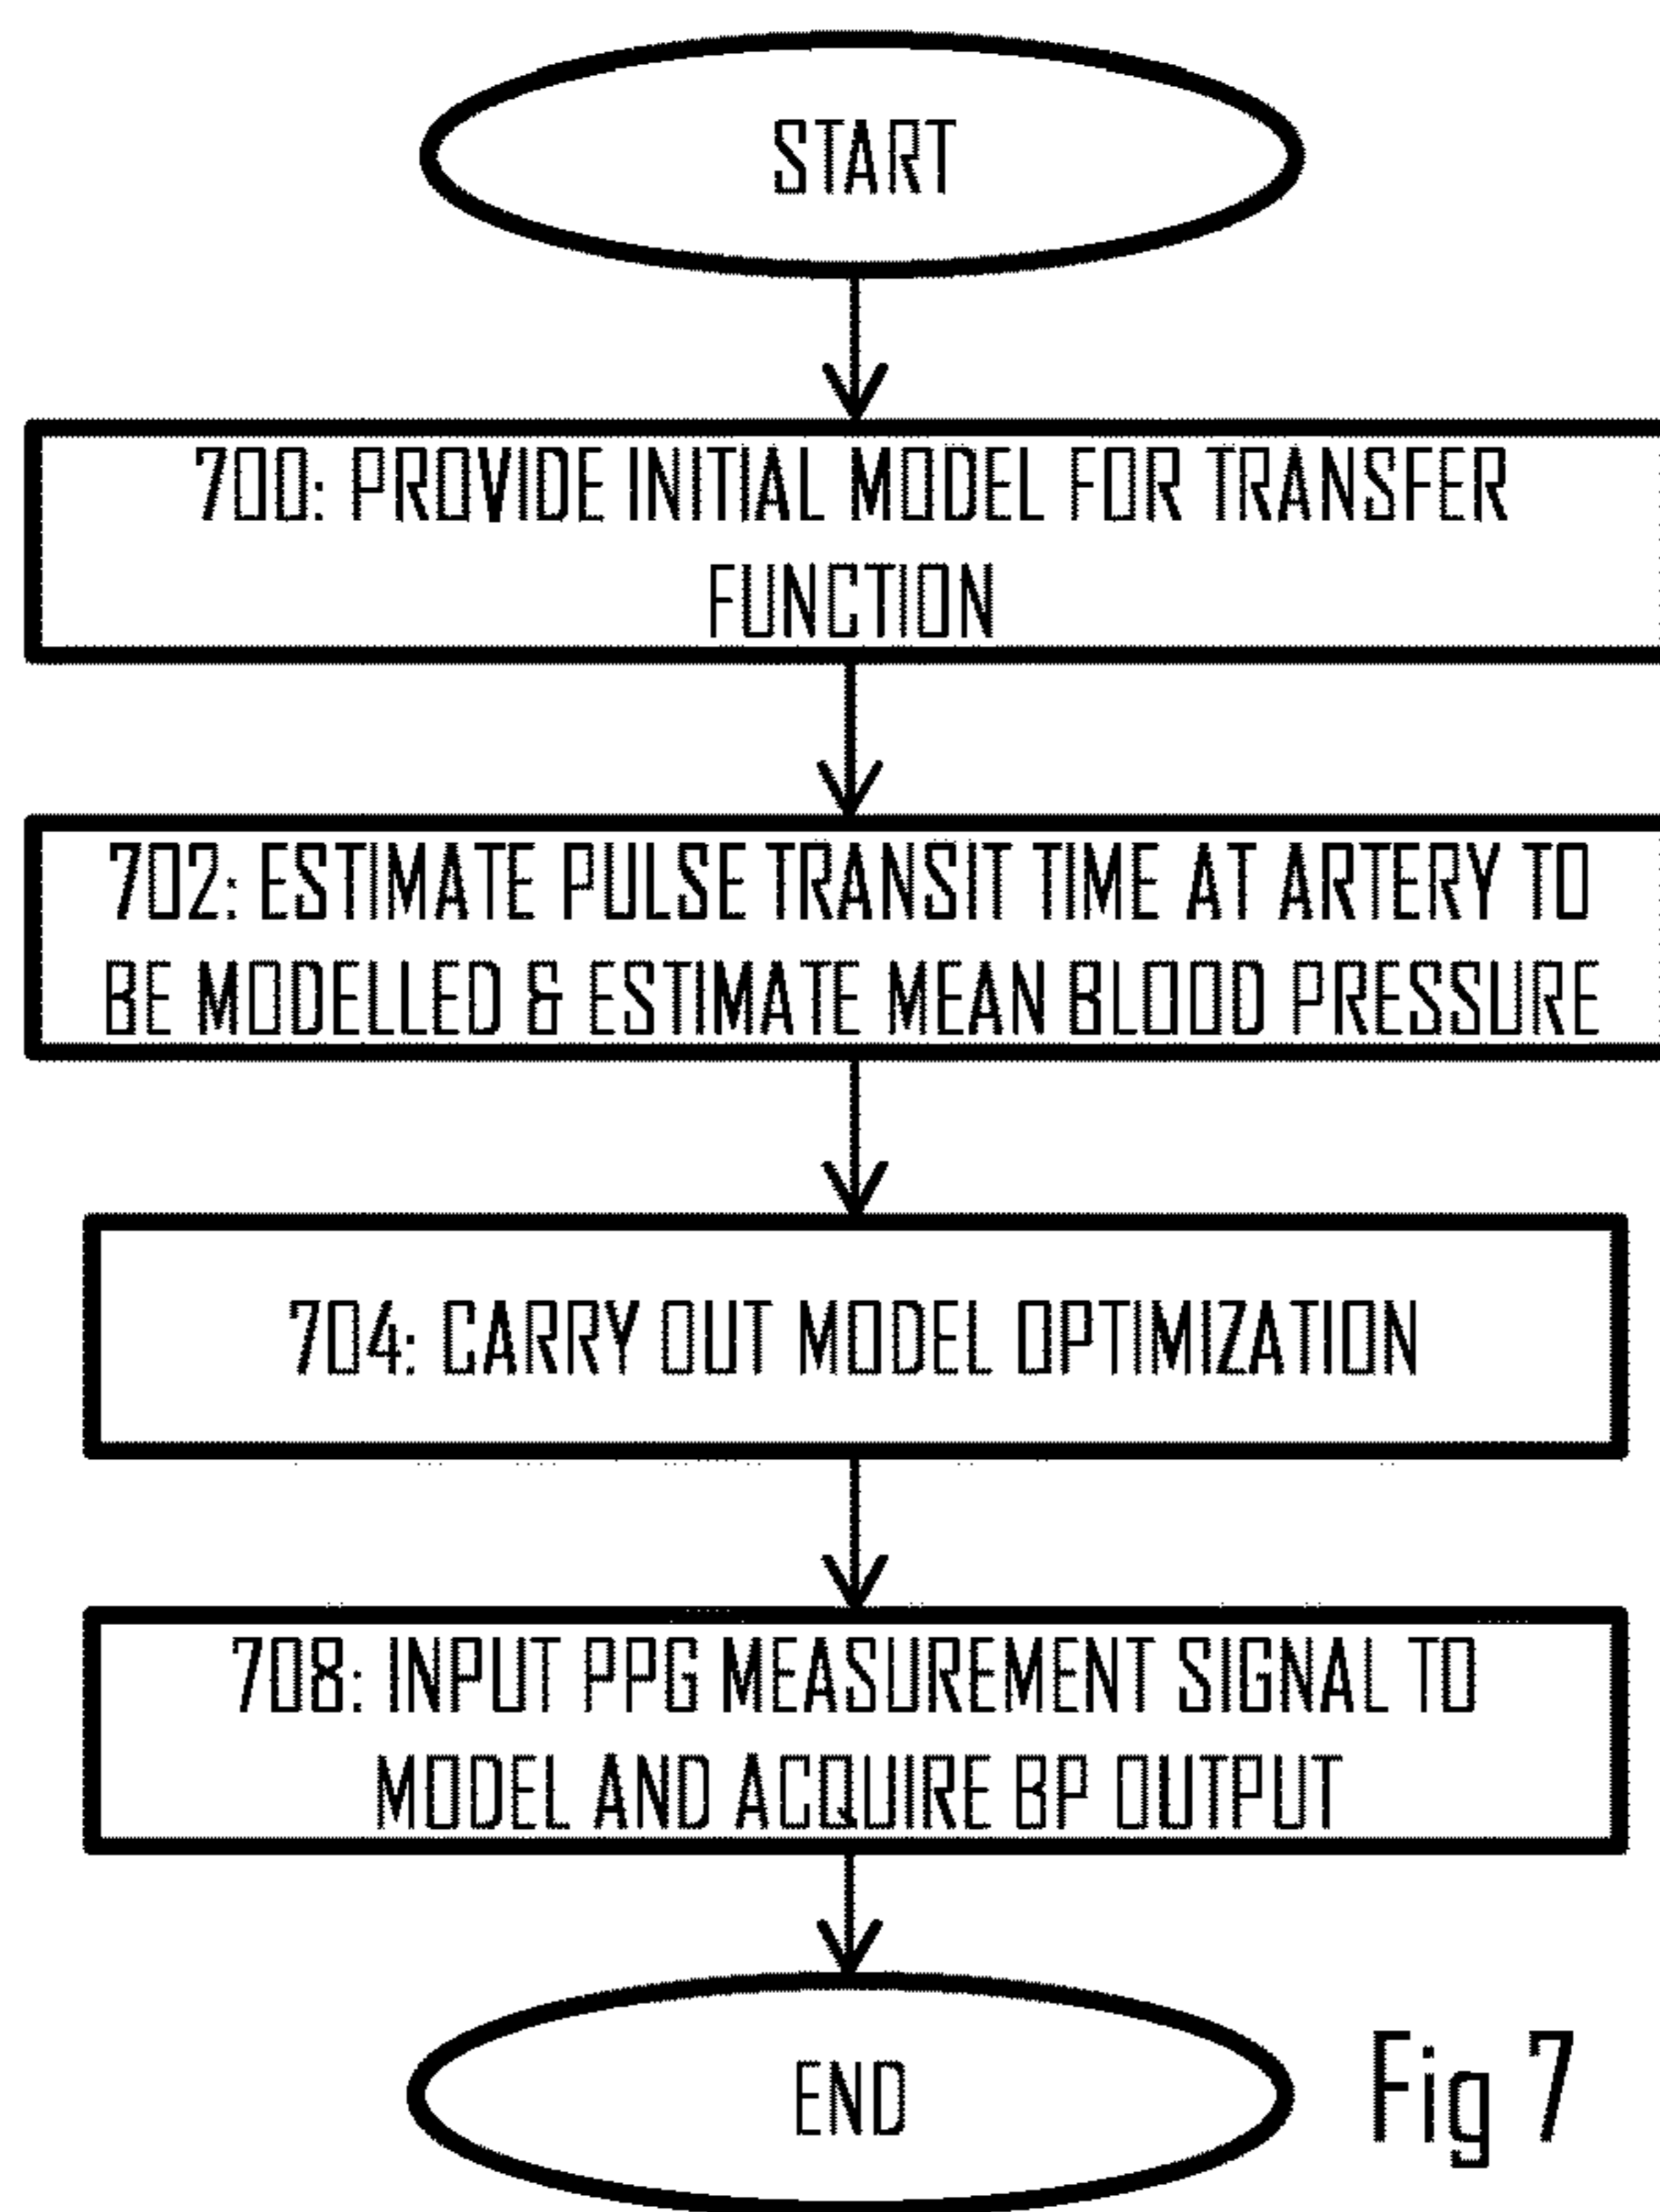 START
700: PROVIDE INITIAL MODEL FOR TRANSFER
FUNCTION
702: ESTIMATE PULSE TRANSIT TIME AT ARTERY TO
BE MODELLED & ESTIMATE MEAN BLOOD PRESSURE
704: CARRY OUT MODEL OPTIMIZATION
708: INPUT PPG MEASUREMENT SIGNAL TO
MODEL AND ACQUIRE BP OUTPUT
END
Fig 7